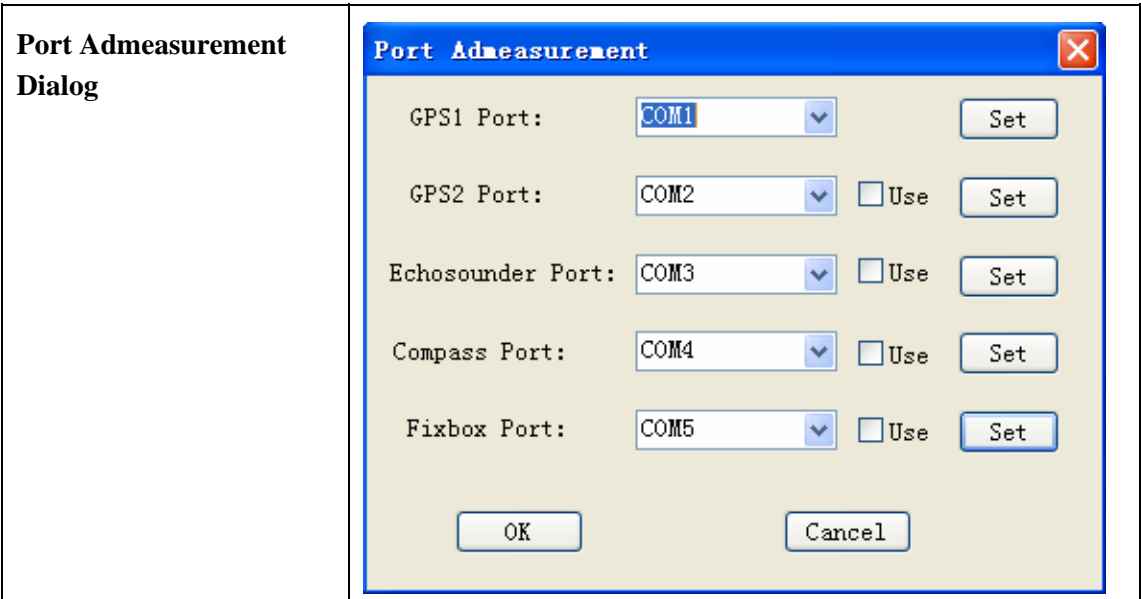 Port Admeasurement
Dialog
Port Admeasurement
GPS1 Port: COM1 Set
GPS2 Port: COM2 Use Set
Echosounder Port: COM3 Use Set
Compass Port: COM4 Use Set
Fixbox Port: COM5 Use Set
OK Cancel